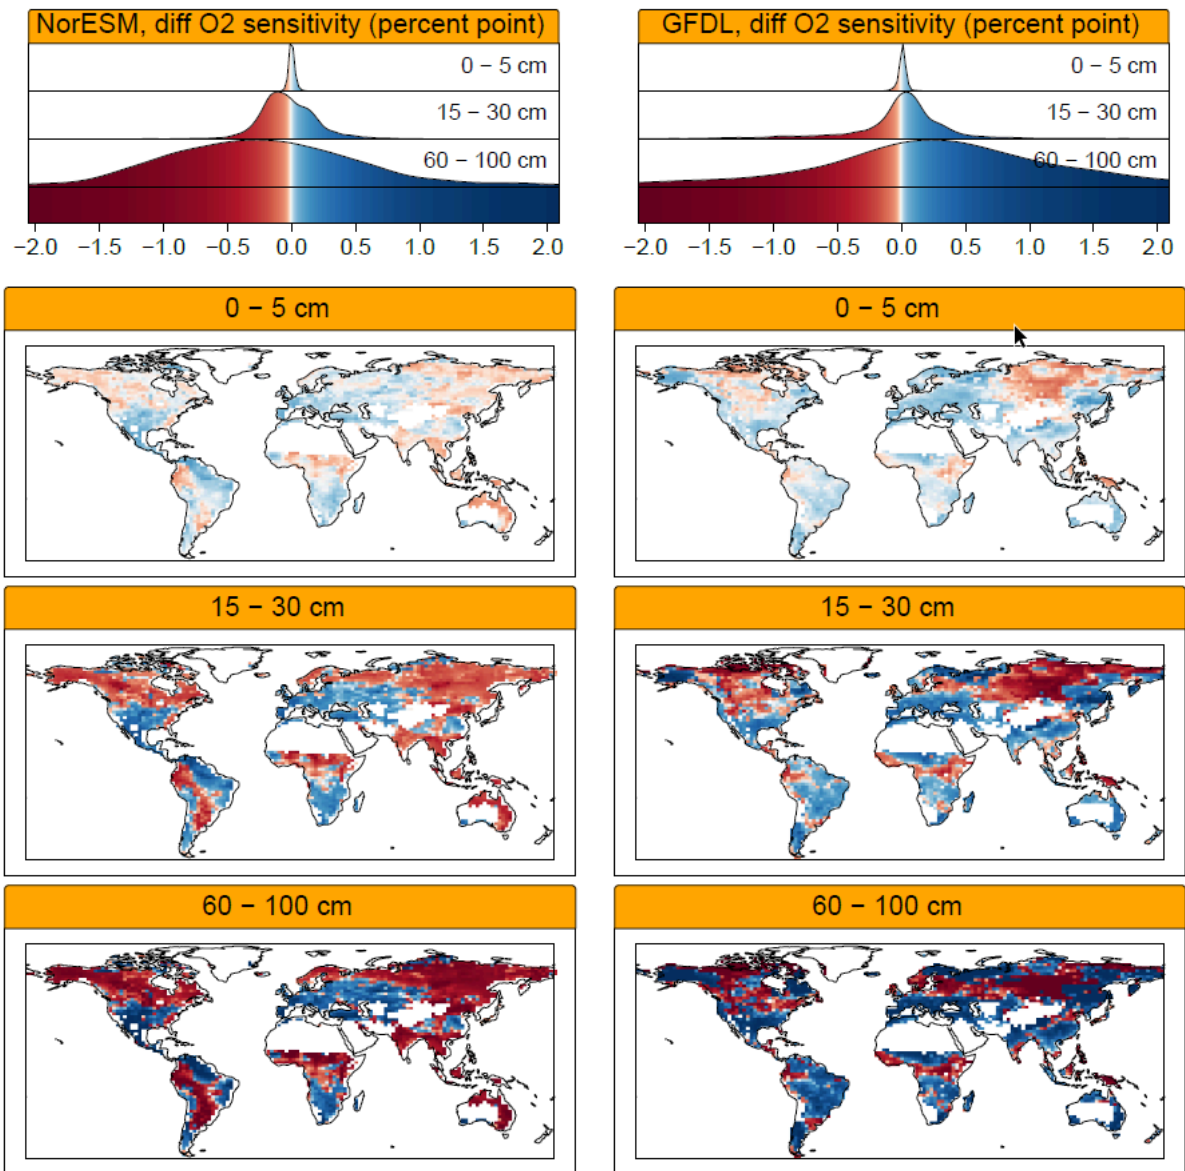 NorESM, diff O2 sensitivity (percent point)
0 − 5 cm
15 − 30 cm
60 − 100 cm
−2.0 −1.5 −1.0 −0.5 0.0 0.5 1.0 1.5 2.0
GFDL, diff O2 sensitivity (percent point)
0 − 5 cm
15 − 30 cm
60 − 100 cm
−2.0 −1.5 −1.0 −0.5 0.0 0.5 1.0 1.5 2.0
0 − 5 cm
0 − 5 cm
15 − 30 cm
15 − 30 cm
60 − 100 cm
60 − 100 cm